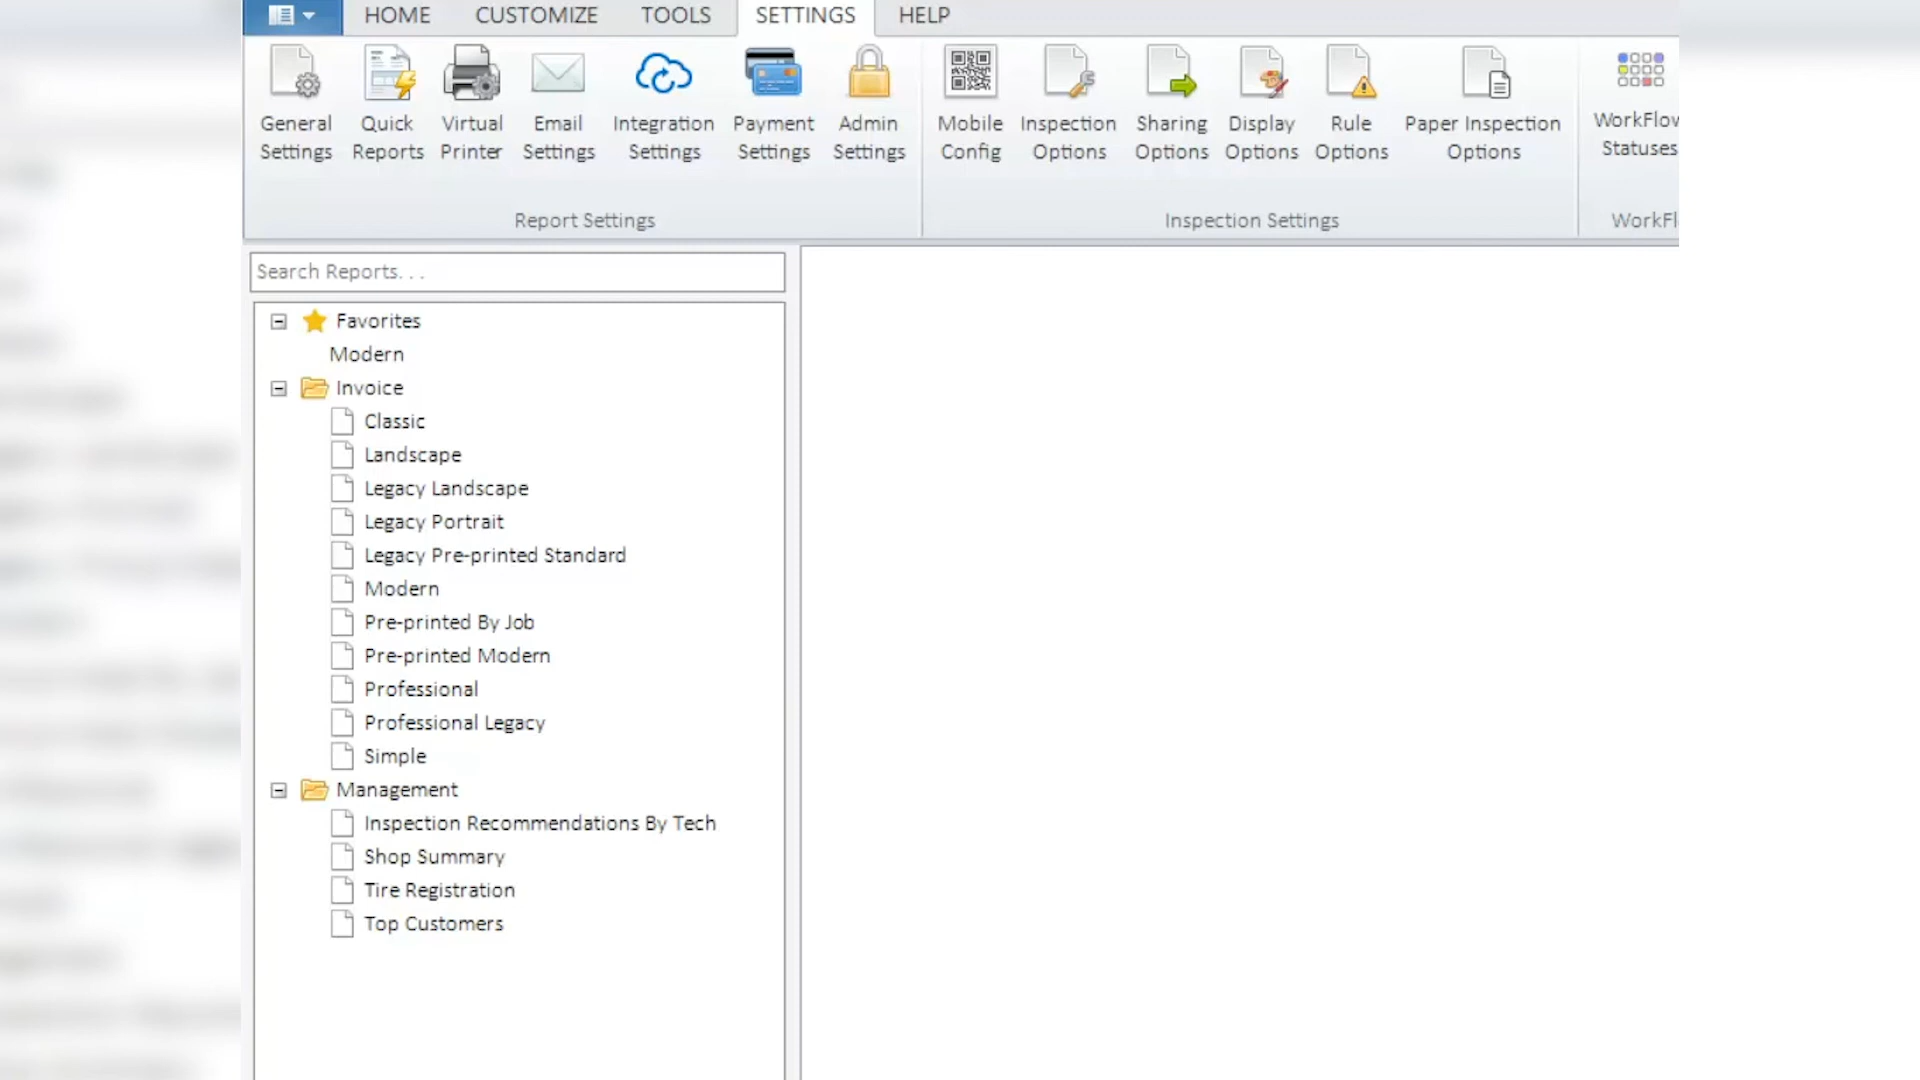 HOME CUSTOMIZE TOOLS SETTINGS HELP
General Settings
Quick Reports
Virtual Printer
Email Settings
Integration Settings
Payment Settings
Admin Settings
Mobile Config
Inspection Options
Sharing Options
Display Options
Rule Options
Paper Inspection Options
WorkFlow Statuses
Report Settings
Inspection Settings
WorkFl
Search Reports. . .
Favorites
Modern
Invoice
Classic
Landscape
Legacy Landscape
Legacy Portrait
Legacy Pre-printed Standard
Modern
Pre-printed By Job
Pre-printed Modern
Professional
Professional Legacy
Simple
Management
Inspection Recommendations By Tech
Shop Summary
Tire Registration
Top Customers